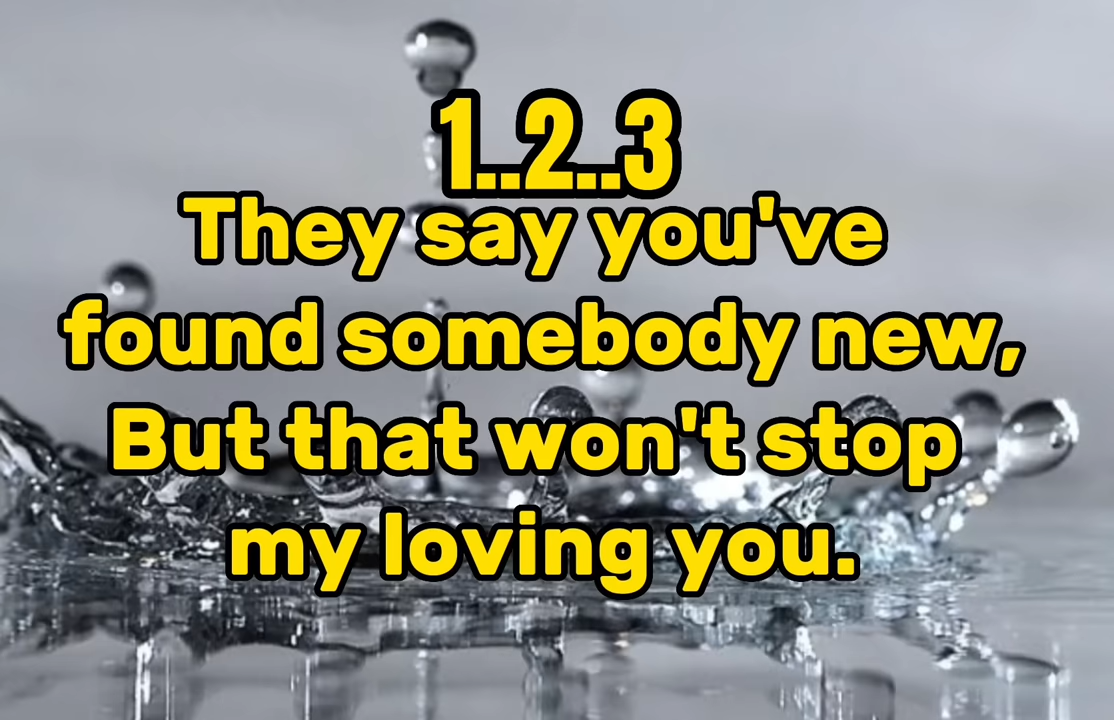 1..2..3
They say you've
found somebody new,
But that won't stop
my loving you.